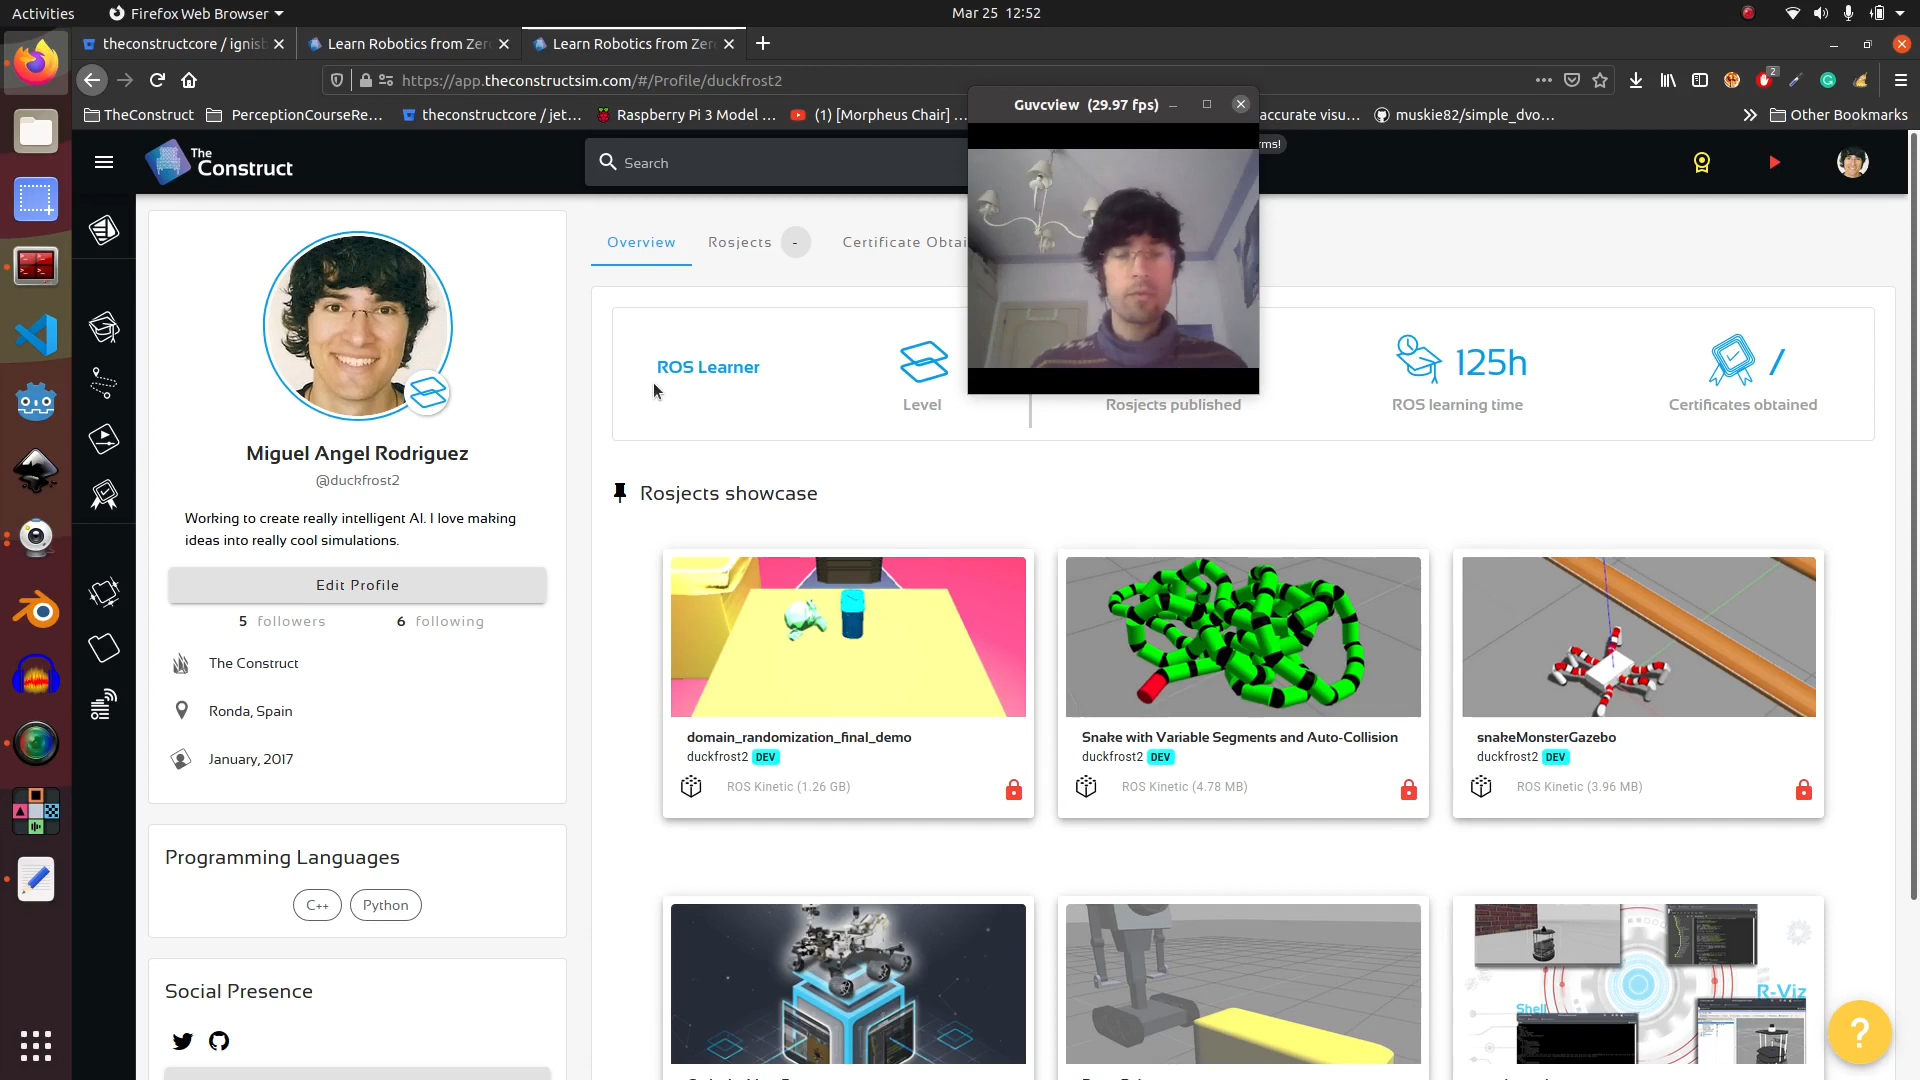 Activities
Firefox Web Browser
Mar 25 12:52
theconstructcore / ignisb
Learn Robotics from Zero
Learn Robotics from Zero
https://app.theconstructsim.com/#/Profile/duckfrost2
2
Guvcview (29.97 fps)
TheConstruct
PerceptionCourseRe...
theconstructcore / jet...
Raspberry Pi 3 Model ...
(1) [Morpheus Chair] ...
accurate visu...
muskie82/simple_dvo...
Other Bookmarks
The
Construct
Search
rms!
Overview
Rosjects
-
Certificate Obtai
ROS Learner
Level
Rosjects published
125h
ROS learning time
/
Certificates obtained
Miguel Angel Rodriguez
@duckfrost2
Working to create really intelligent AI. I love making
ideas into really cool simulations.
Edit Profile
5 followers
6 following
The Construct
Ronda, Spain
January, 2017
Programming Languages
C++
Python
Social Presence
Rosjects showcase
domain_randomization_final_demo
duckfrost2 DEV
ROS Kinetic (1.26 GB)
Snake with Variable Segments and Auto-Collision
duckfrost2 DEV
ROS Kinetic (4.78 MB)
snakeMonsterGazebo
duckfrost2 DEV
ROS Kinetic (3.96 MB)
Shell
R-Viz
?